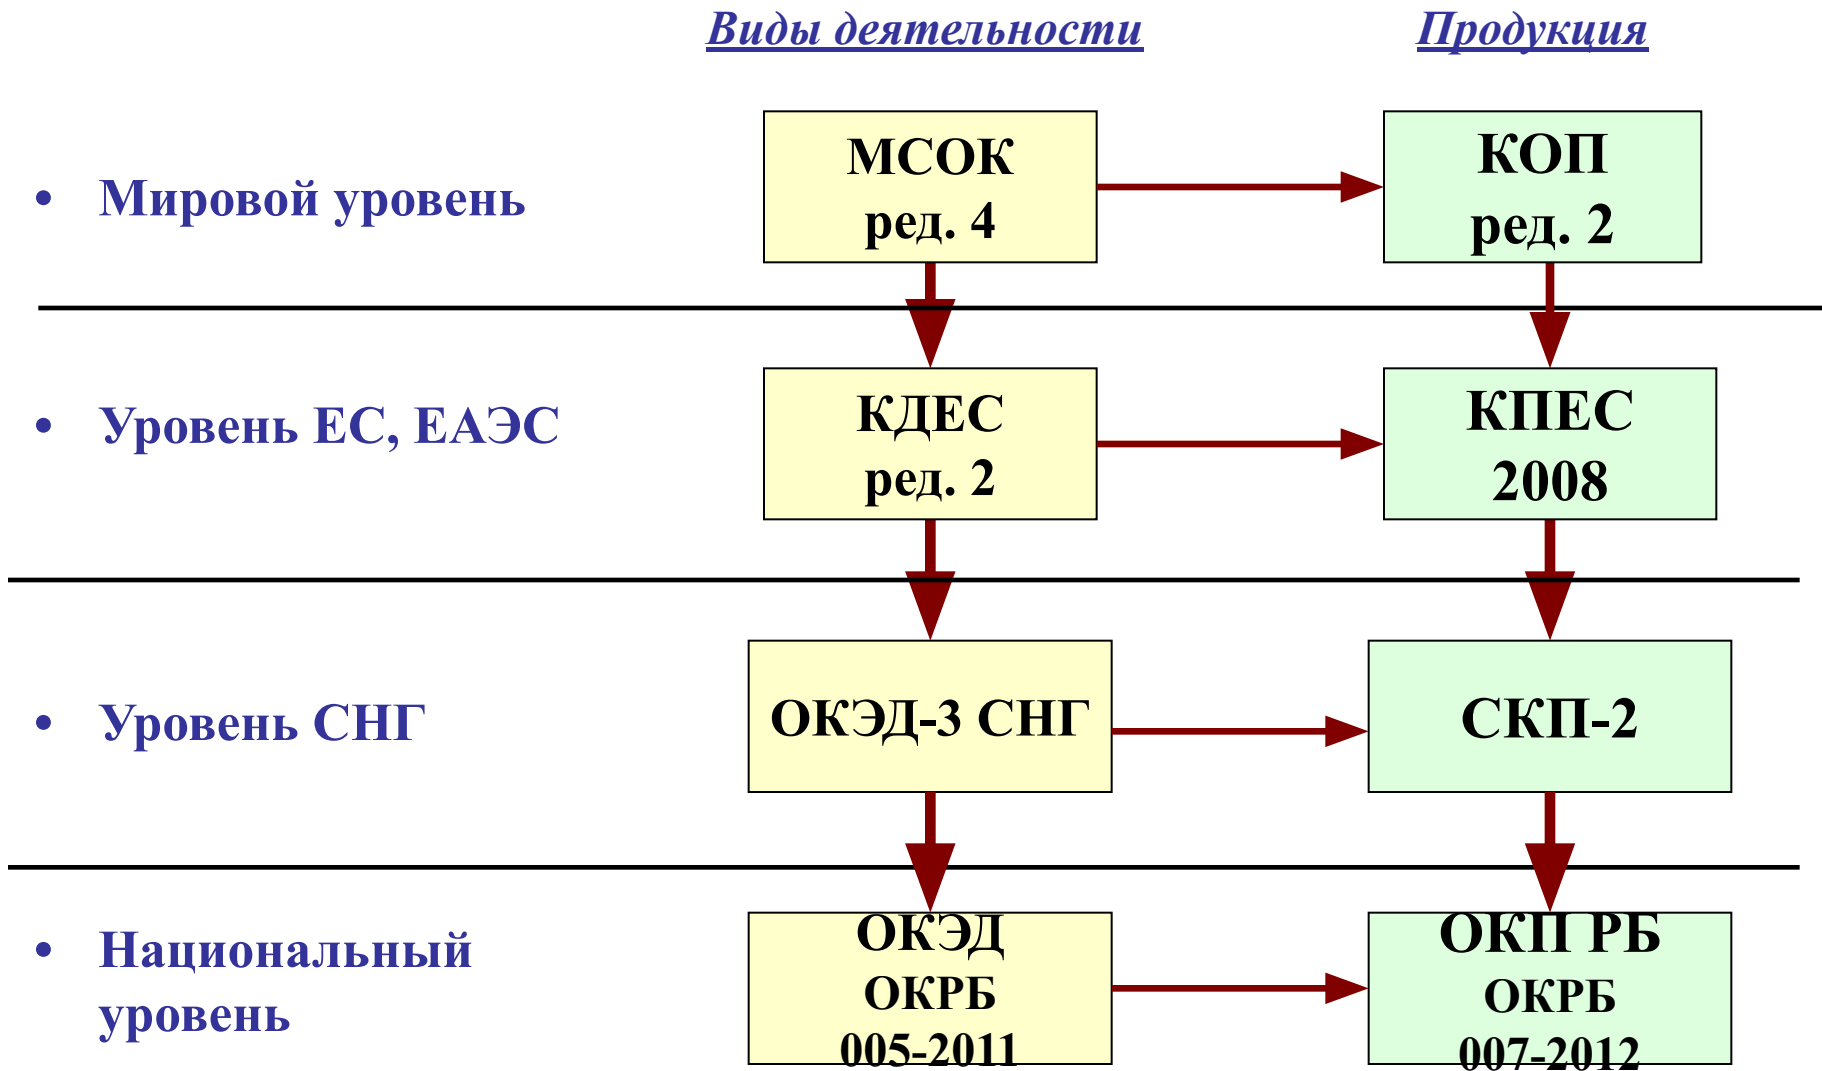 Виды деятельности
Продукция
• Мировой уровень
МСОК
ред. 4
КОП
ред. 2
• Уровень ЕС, ЕАЭС
КДЕС
ред. 2
КПЕС
2008
• Уровень СНГ
ОКЭД-3 СНГ
СКП-2
• Национальный
уровень
ОКЭД
ОКРБ
005-2011
ОКП РБ
ОКРБ
007-2012